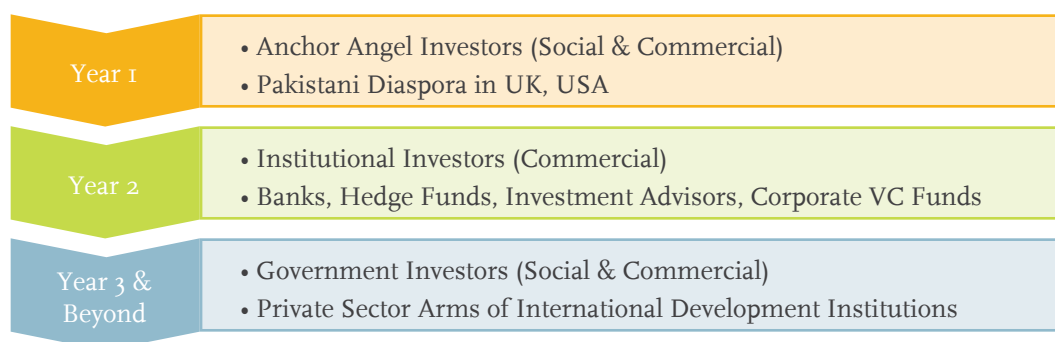 Year 1
• Anchor Angel Investors (Social & Commercial)
• Pakistani Diaspora in UK, USA
Year 2
• Institutional Investors (Commercial)
• Banks, Hedge Funds, Investment Advisors, Corporate VC Funds
Year 3 &
Beyond
• Government Investors (Social & Commercial)
• Private Sector Arms of International Development Institutions